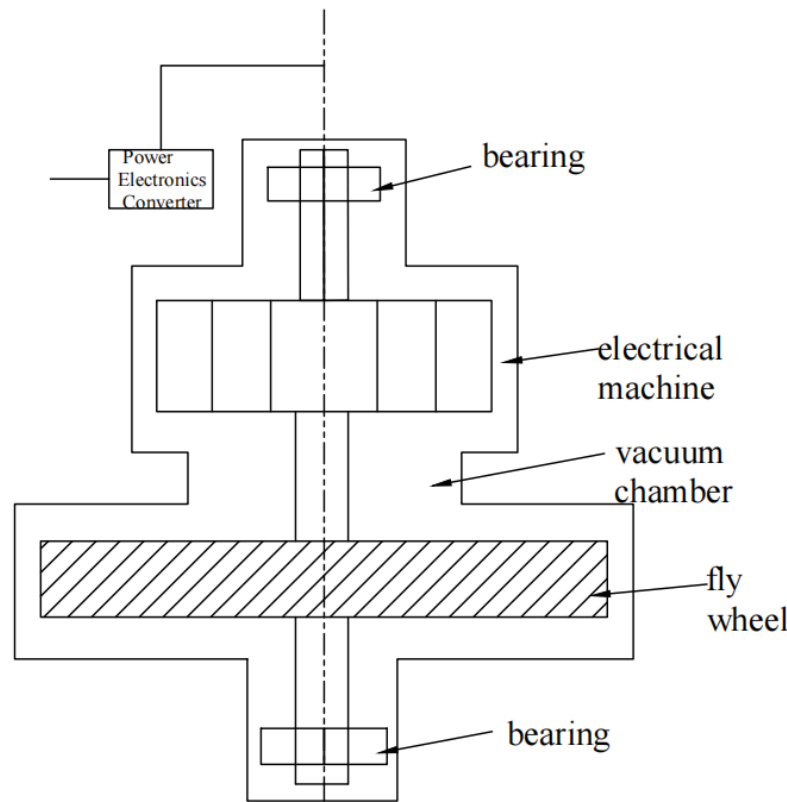 Power
Electronics
Converter
bearing
electrical
machine
vacuum
chamber
fly
wheel
bearing